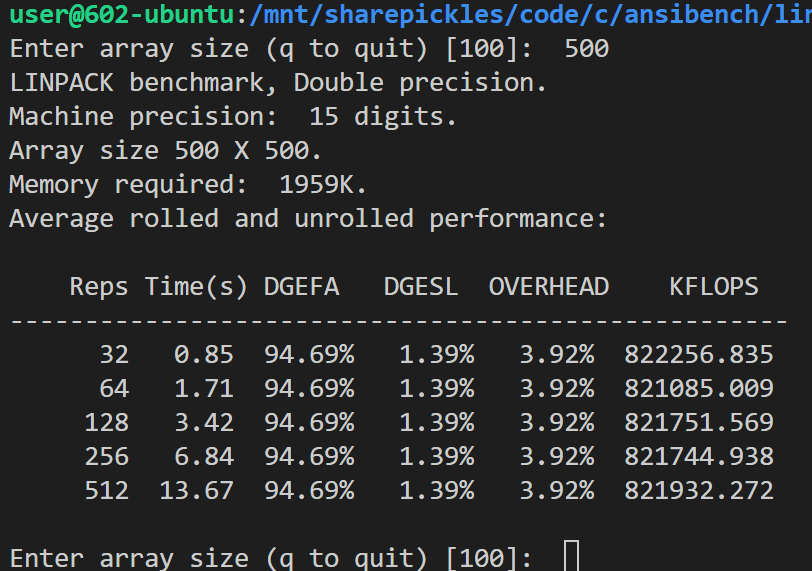 user@602-ubuntu:/mnt/sharepickles/code/c/ansibench/lin
Enter array size (q to quit) [100]:  500
LINPACK benchmark, Double precision.
Machine precision:  15 digits.
Array size 500 X 500.
Memory required:  1959K.
Average rolled and unrolled performance:
    Reps Time(s) DGEFA   DGESL  OVERHEAD    KFLOPS
----------------------------------------------------
      32   0.85  94.69%   1.39%   3.92%  822256.835
      64   1.71  94.69%   1.39%   3.92%  821085.009
     128   3.42  94.69%   1.39%   3.92%  821751.569
     256   6.84  94.69%   1.39%   3.92%  821744.938
     512  13.67  94.69%   1.39%   3.92%  821932.272
Enter array size (q to quit) [100]: